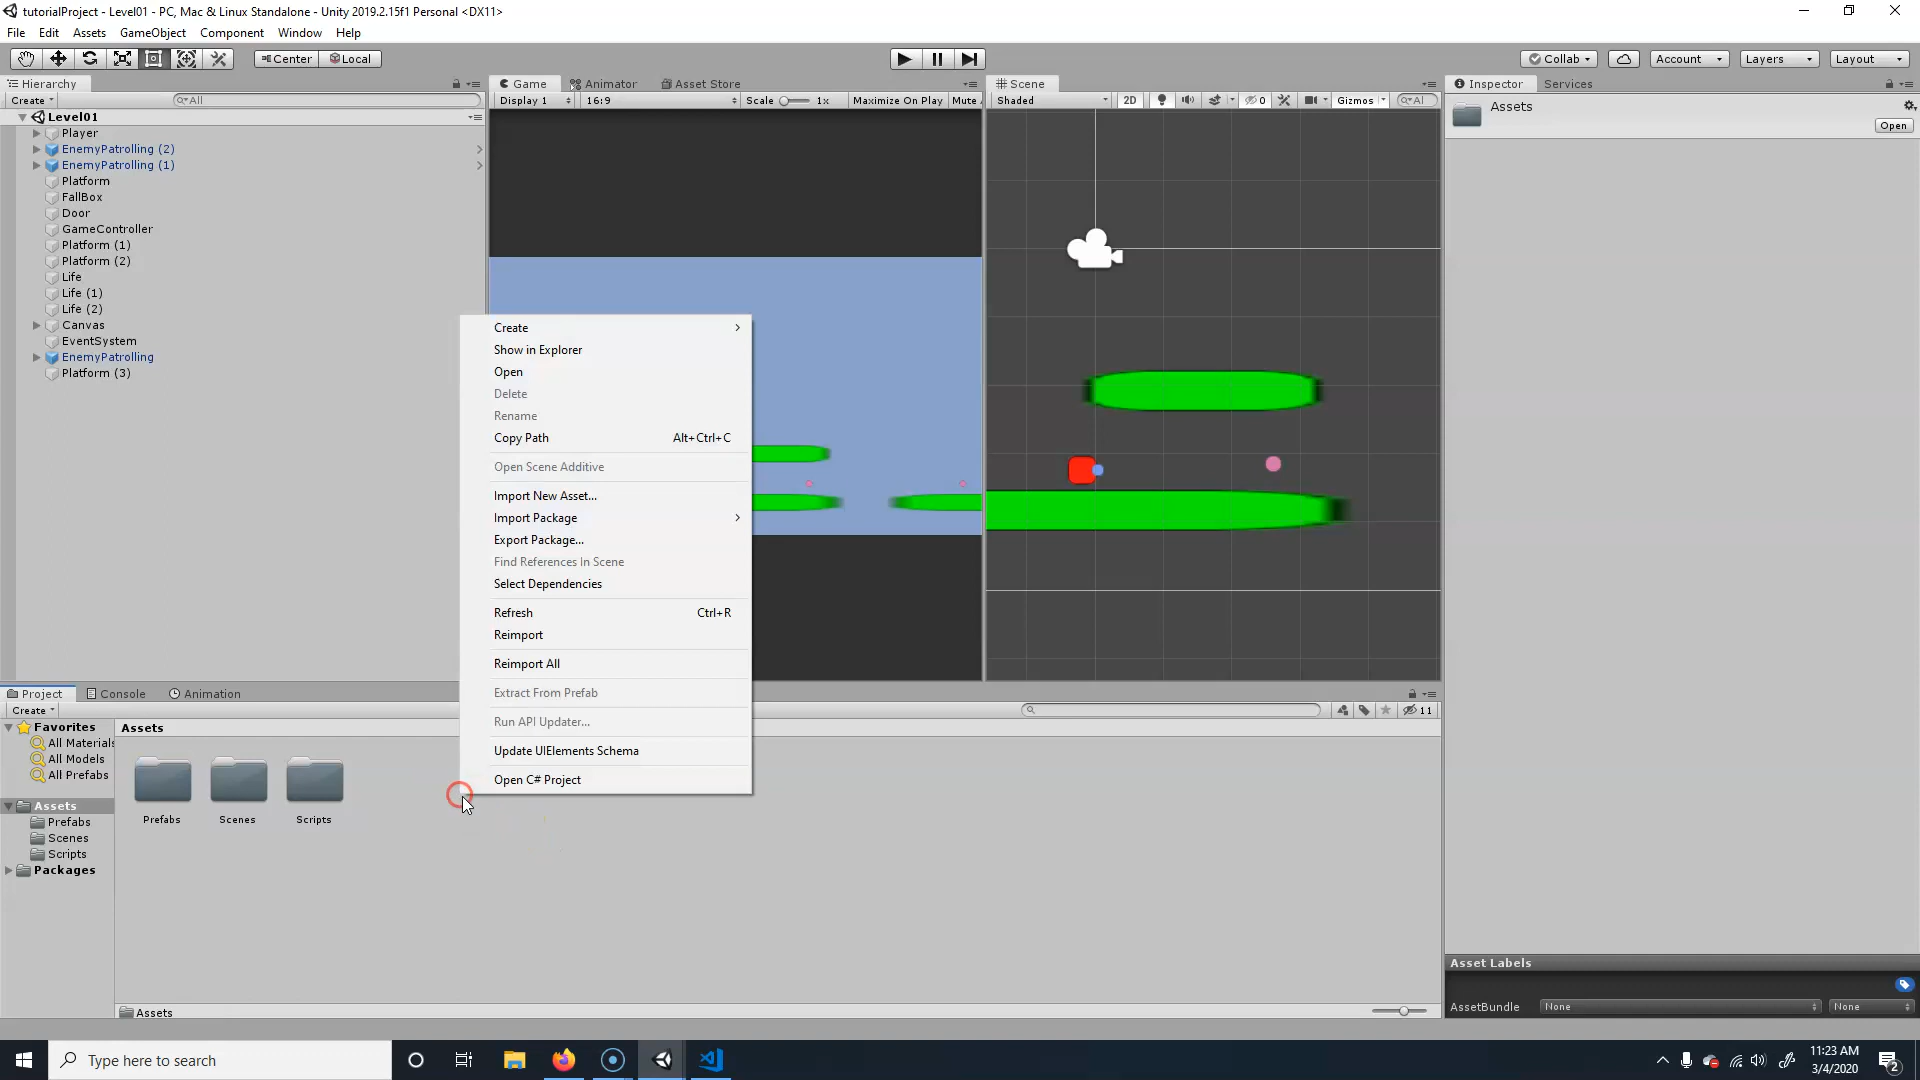 tutorialProject - Level01 - PC, Mac & Linux Standalone - Unity 2019.2.15f1 Personal <DX11>
File Edit Assets GameObject Component Window Help
Center Local Collab Account Layers Layout
Hierarchy
Create All
Level01
Player
EnemyPatrolling (2)
EnemyPatrolling (1)
Platform
FallBox
Door
GameController
Platform (1)
Platform (2)
Life
Life (1)
Life (2)
Canvas
EventSystem
EnemyPatrolling
Platform (3)
Game Animator Asset Store
Display 1 16:9 Scale 1x Maximize On Play Mute
Scene
Shaded 2D 0 Gizmos Al
Inspector Services
Assets
Open
Create
Show in Explorer
Open
Delete
Rename
Copy Path Alt+Ctrl+C
Open Scene Additive
Import New Asset...
Import Package
Export Package...
Find References In Scene
Select Dependencies
Refresh Ctrl+R
Reimport
Reimport All
Extract From Prefab
Run API Updater...
Update UIElements Schema
Open C# Project
Project Console Animation
Create
11
Favorites
All Materials
All Models
All Prefabs
Assets
Prefabs
Scenes
Scripts
Packages
Assets
Prefabs Scenes Scripts
Assets
Asset Labels
AssetBundle None None
Type here to search
11:23 AM
3/4/2020
2